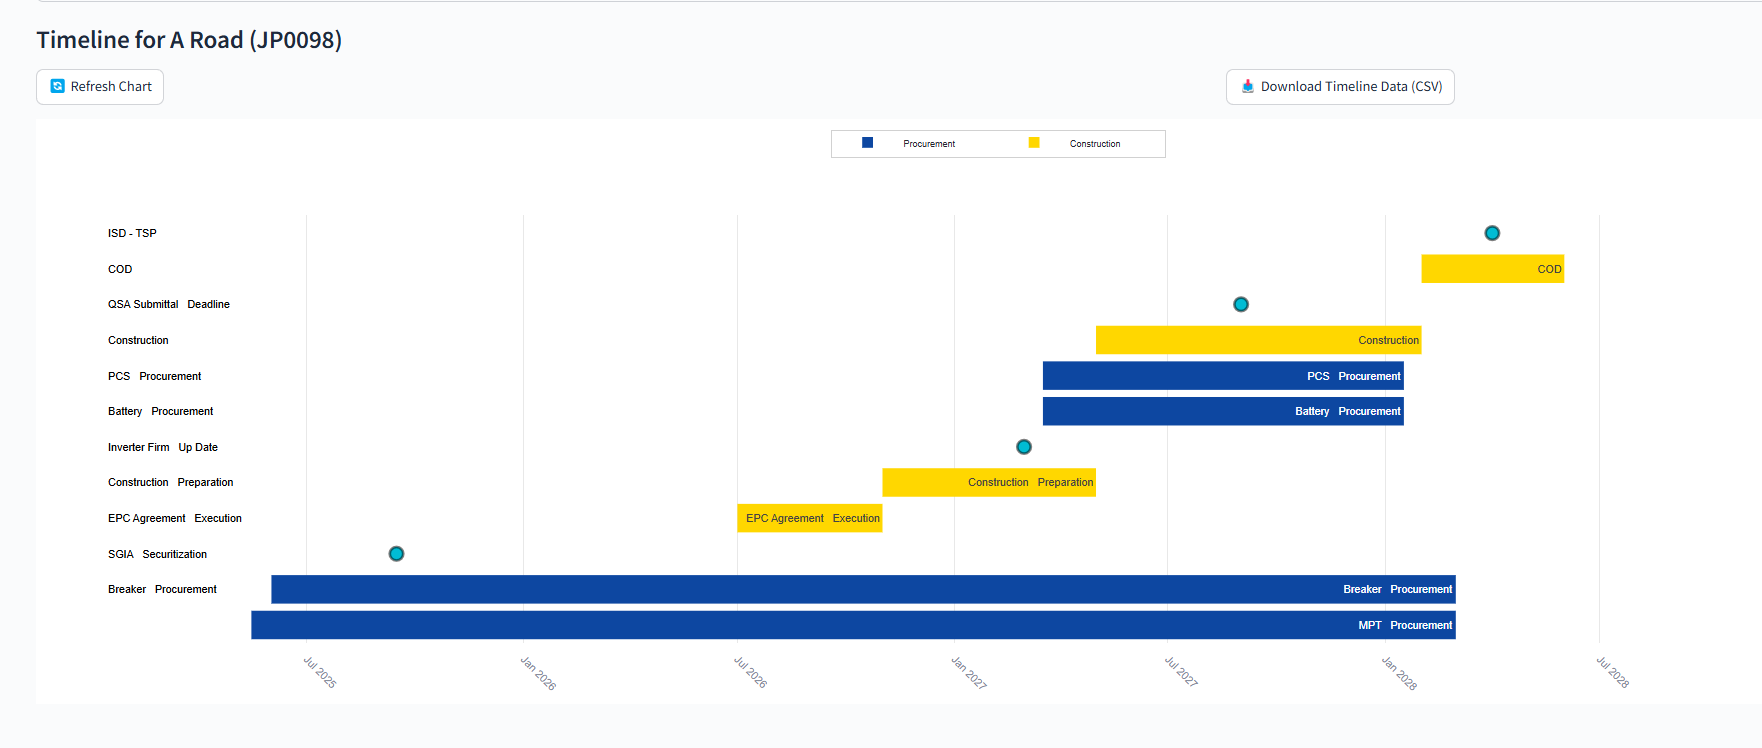 Timeline for A Road (JP0098)
Refresh Chart
Download Timeline Data (CSV)
Procurement
Construction
ISD - TSP
COD
COD
QSA Submittal Deadline
Construction
Construction
PCS Procurement
PCS Procurement
Battery Procurement
Battery Procurement
Inverter Firm Up Date
Construction Preparation
Construction Preparation
EPC Agreement Execution
EPC Agreement Execution
SGIA Securitization
Breaker Procurement
Breaker Procurement
MPT Procurement
Jul 2025
Jan 2026
Jul 2026
Jan 2027
Jul 2027
Jan 2028
Jul 2028